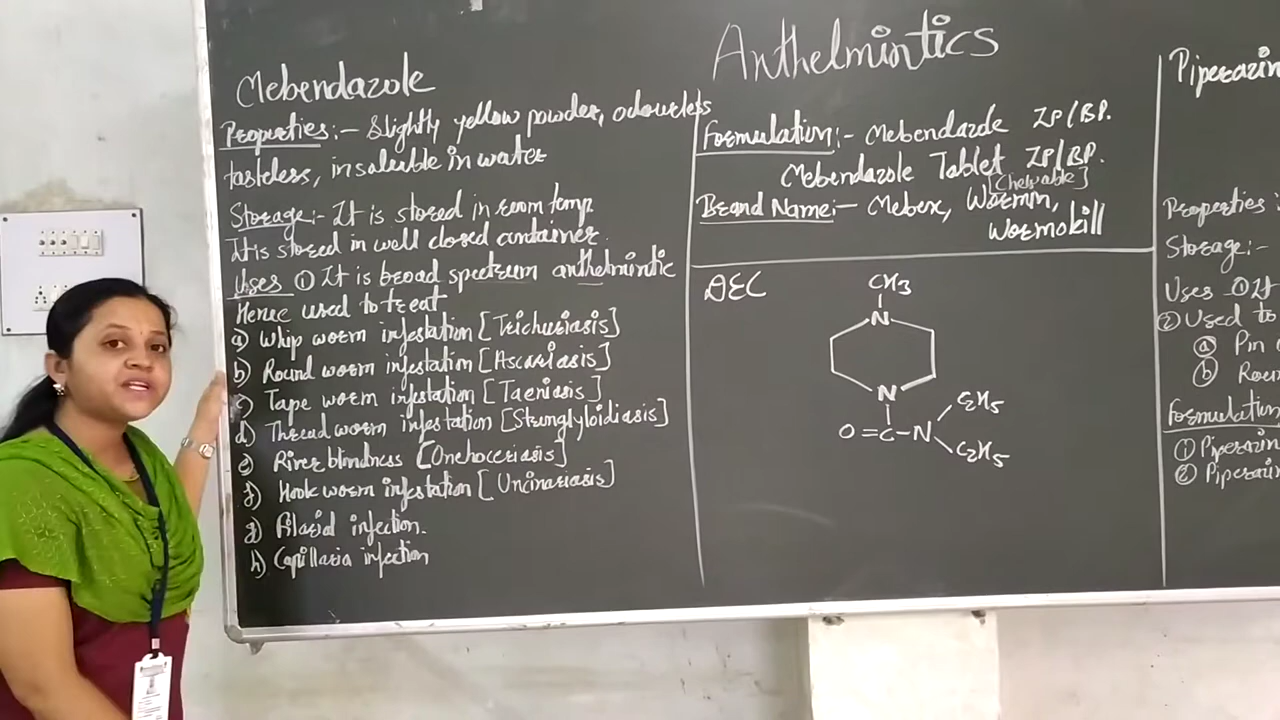 Anthelmintics
Mebendazole
Properties:- Slightly yellow powder, odourless
tasteless, insoluble in water
Storage:- It is stored in room temp.
It is stored in well closed container.
Uses ① It is broad spectrum anthelmintic
Hence used to treat
a) Whip worm infestation [Trichuriasis]
b) Round worm infestation [Ascariasis]
c) Tape worm infestation [Taeniasis]
d) Thread worm infestation [Stronglyloidiasis]
e) River blindness [Onchoceriasis]
f) Hook worm infestation [Uncinariasis]
g) Filarial infection.
h) Capillaria infection
Formulation:- Mebendazole IP/BP.
Mebendazole Tablet IP/BP.
[Chewable]
Brand Name:- Mebex, Wormin,
Wormokill
DEC
CH3
N
N
O=C-N
C2H5
C2H5
Piperazin
Properties :
Storage:-
Uses ① It
② Used to
ⓐ Pin
ⓑ Roun
Formulation
① Piperazin
② Piperazin